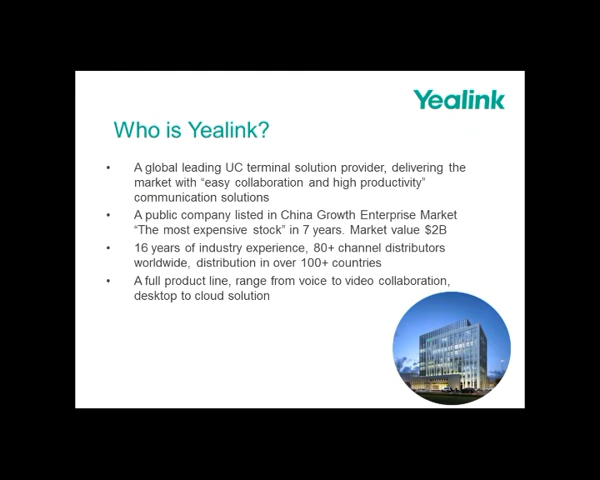 Yealink
Who is Yealink?
• A global leading UC terminal solution provider, delivering the
market with “easy collaboration and high productivity”
communication solutions
• A public company listed in China Growth Enterprise Market
“The most expensive stock” in 7 years. Market value $2B
• 16 years of industry experience, 80+ channel distributors
worldwide, distribution in over 100+ countries
• A full product line, range from voice to video collaboration,
desktop to cloud solution